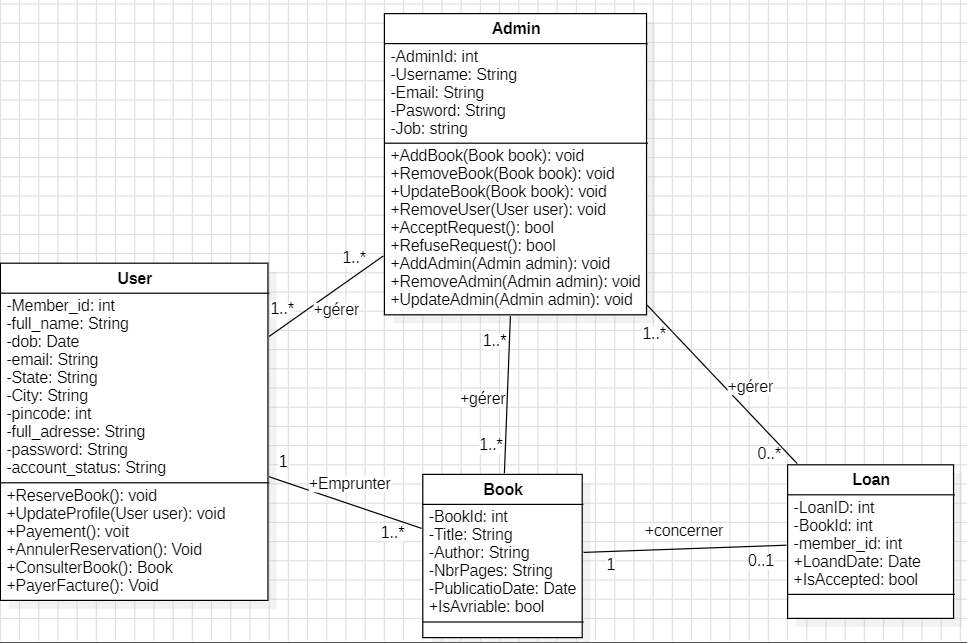 Admin
-AdminId: int
-Username: String
-Email: String
-Pasword: String
-Job: string
+AddBook(Book book): void
+RemoveBook(Book book): void
+UpdateBook(Book book): void
+RemoveUser(User user): void
+AcceptRequest(): bool
+RefuseRequest(): bool
+AddAdmin(Admin admin): void
+RemoveAdmin(Admin admin): void
+UpdateAdmin(Admin admin): void
1..*
1..*
+gérer
User
-Member_id: int
-full_name: String
-dob: Date
-email: String
-State: String
-City: String
-pincode: int
-full_adresse: String
-password: String
-account_status: String
+ReserveBook(): void
+UpdateProfile(User user): void
+Payement(): voit
+AnnulerReservation(): Void
+ConsulterBook(): Book
+PayerFacture(): Void
1..*
+gérer
1..*
1..*
+gérer
0..*
1
+Emprunter
1..*
Book
-BookId: int
-Title: String
-Author: String
-NbrPages: String
-PublicatioDate: Date
+IsAvriable: bool
+concerner
1
0..1
Loan
-LoanID: int
-BookId: int
-member_id: int
+LoandDate: Date
+IsAccepted: bool